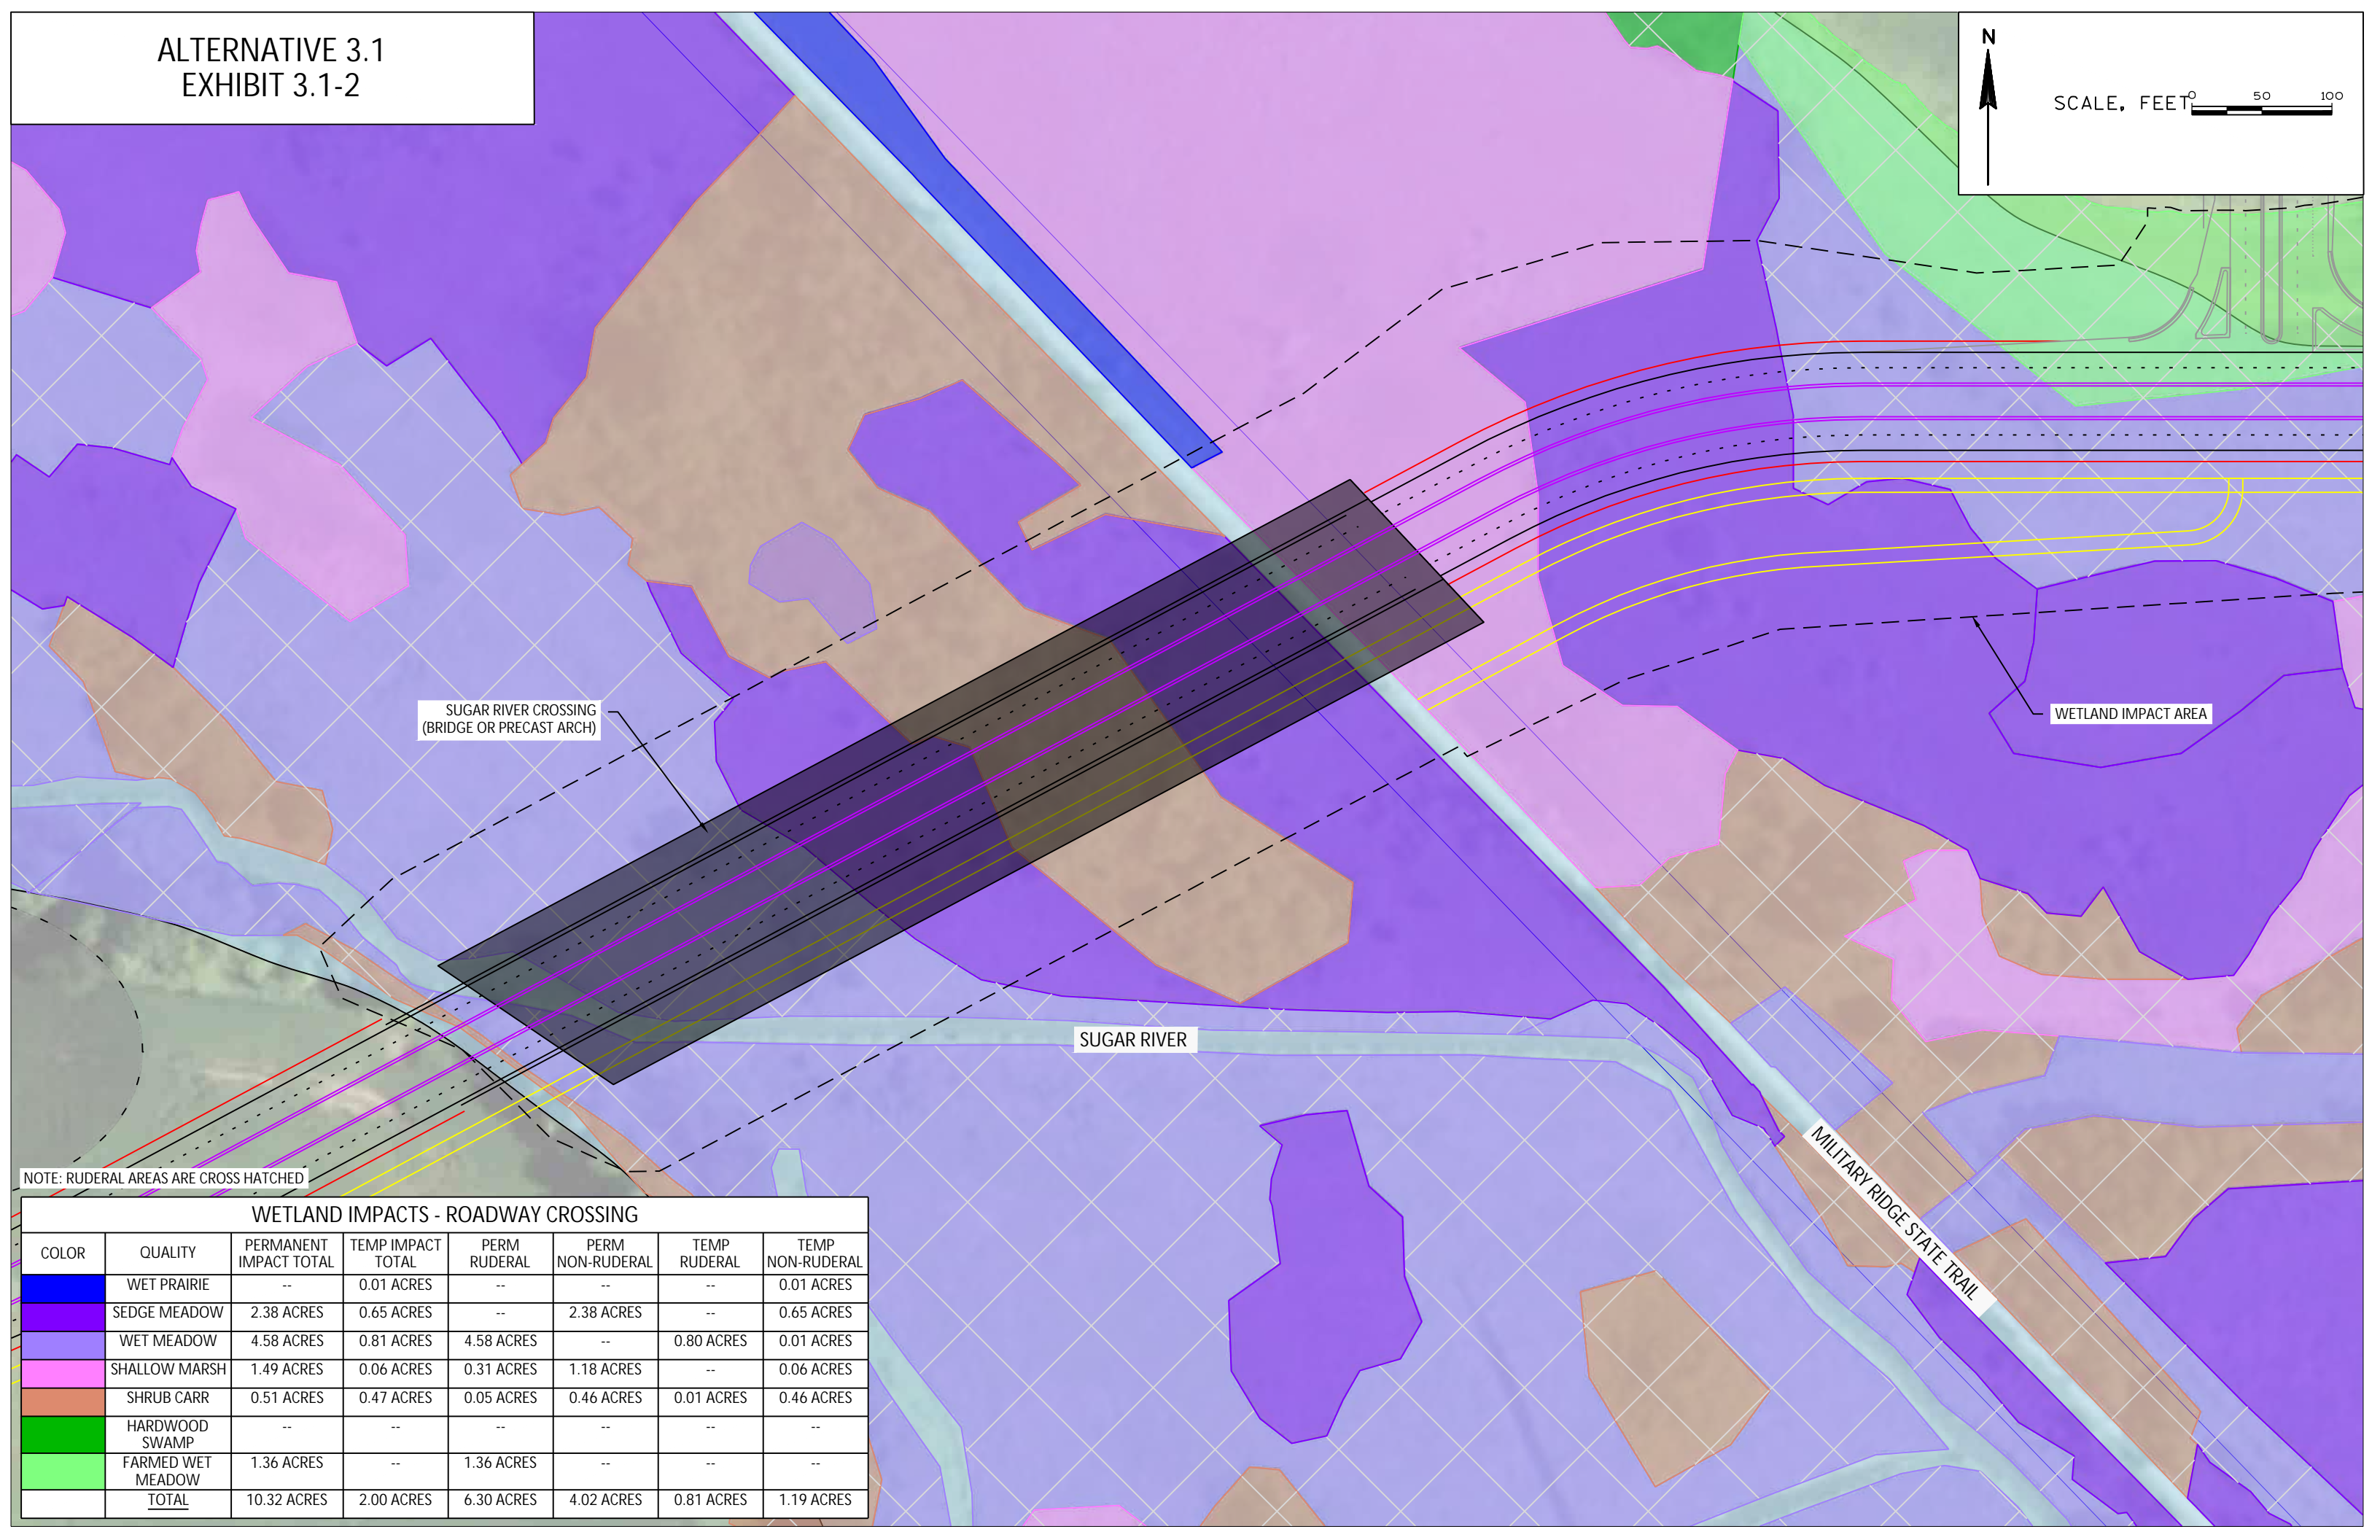 ALTERNATIVE 3.1
EXHIBIT 3.1-2
N
SCALE, FEET 0 50 100
SUGAR RIVER CROSSING
(BRIDGE OR PRECAST ARCH)
WETLAND IMPACT AREA
SUGAR RIVER
MILITARY RIDGE STATE TRAIL
NOTE: RUDERAL AREAS ARE CROSS HATCHED
WETLAND IMPACTS - ROADWAY CROSSING
COLOR QUALITY PERMANENT IMPACT TOTAL TEMP IMPACT TOTAL PERM RUDERAL PERM NON-RUDERAL TEMP RUDERAL TEMP NON-RUDERAL
WET PRAIRIE -- 0.01 ACRES -- -- -- 0.01 ACRES
SEDGE MEADOW 2.38 ACRES 0.65 ACRES -- 2.38 ACRES -- 0.65 ACRES
WET MEADOW 4.58 ACRES 0.81 ACRES 4.58 ACRES -- 0.80 ACRES 0.01 ACRES
SHALLOW MARSH 1.49 ACRES 0.06 ACRES 0.31 ACRES 1.18 ACRES -- 0.06 ACRES
SHRUB CARR 0.51 ACRES 0.47 ACRES 0.05 ACRES 0.46 ACRES 0.01 ACRES 0.46 ACRES
HARDWOOD SWAMP -- -- -- -- -- --
FARMED WET MEADOW 1.36 ACRES -- 1.36 ACRES -- -- --
TOTAL 10.32 ACRES 2.00 ACRES 6.30 ACRES 4.02 ACRES 0.81 ACRES 1.19 ACRES